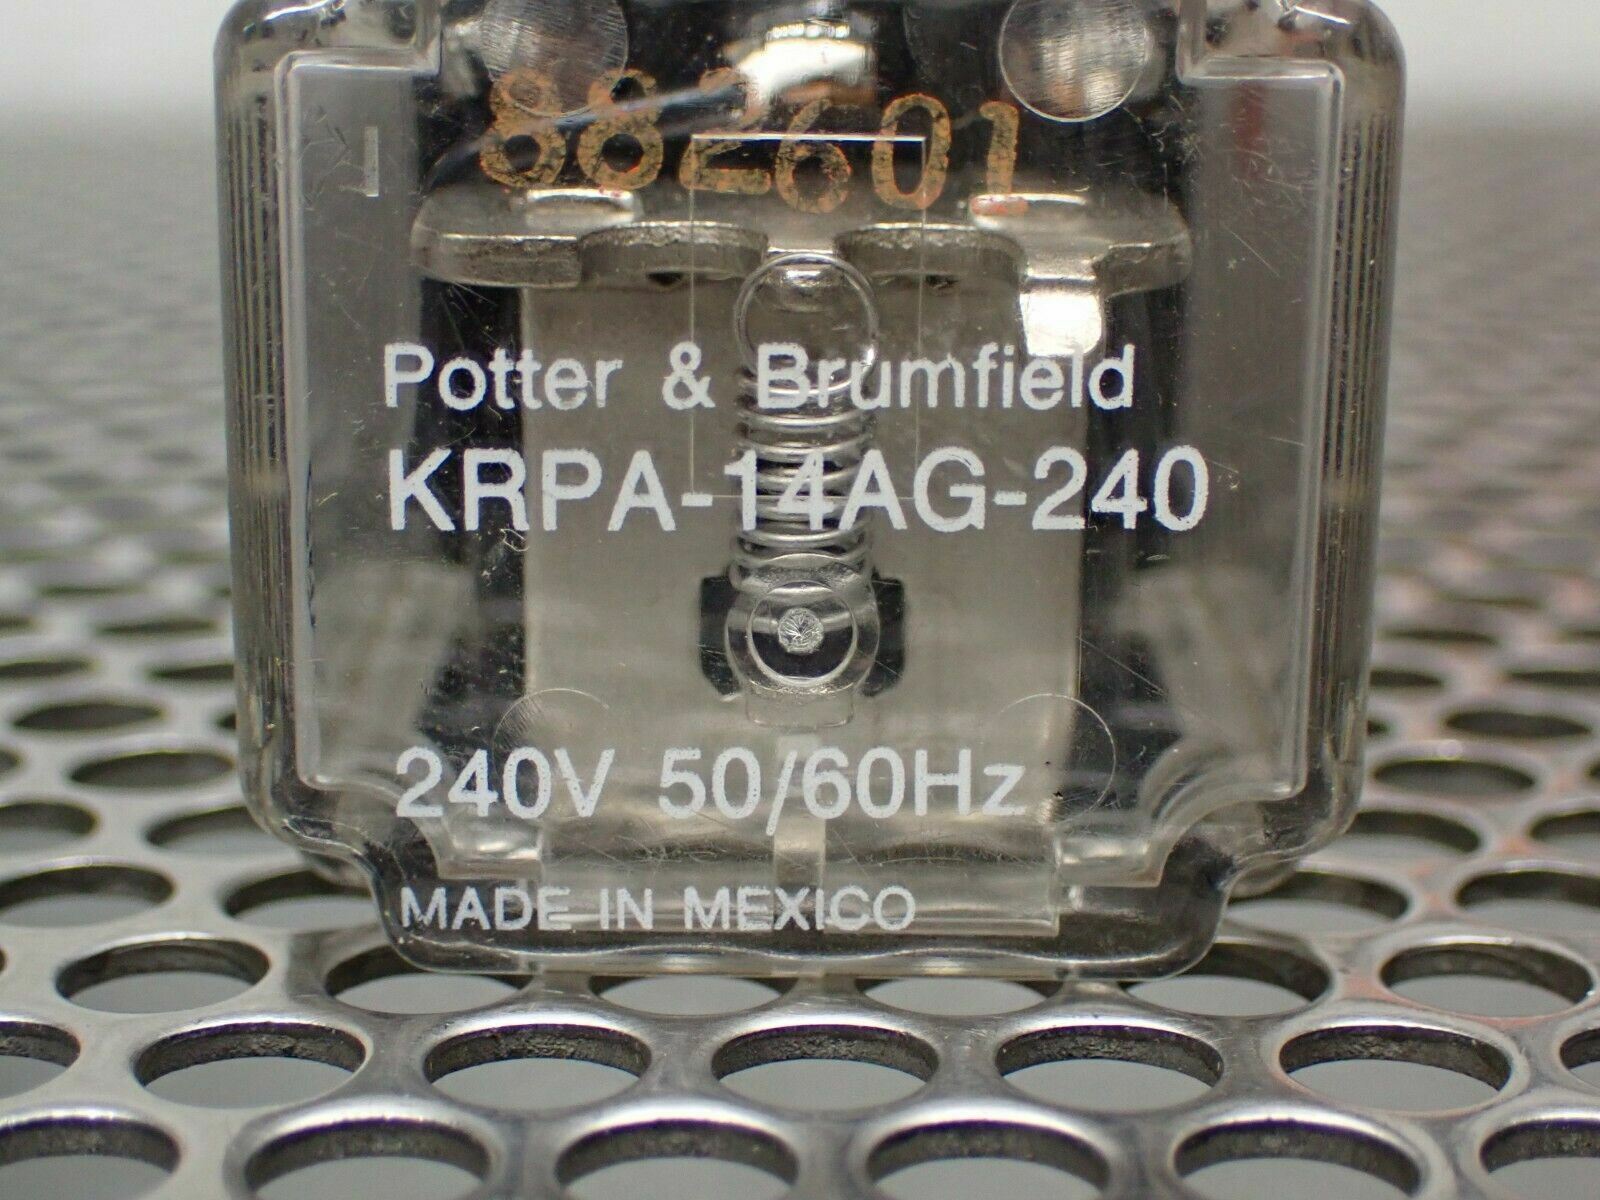 882601
Potter & Brumfield
KRPA-14AG-240
240V 50/60Hz
MADE IN MEXICO